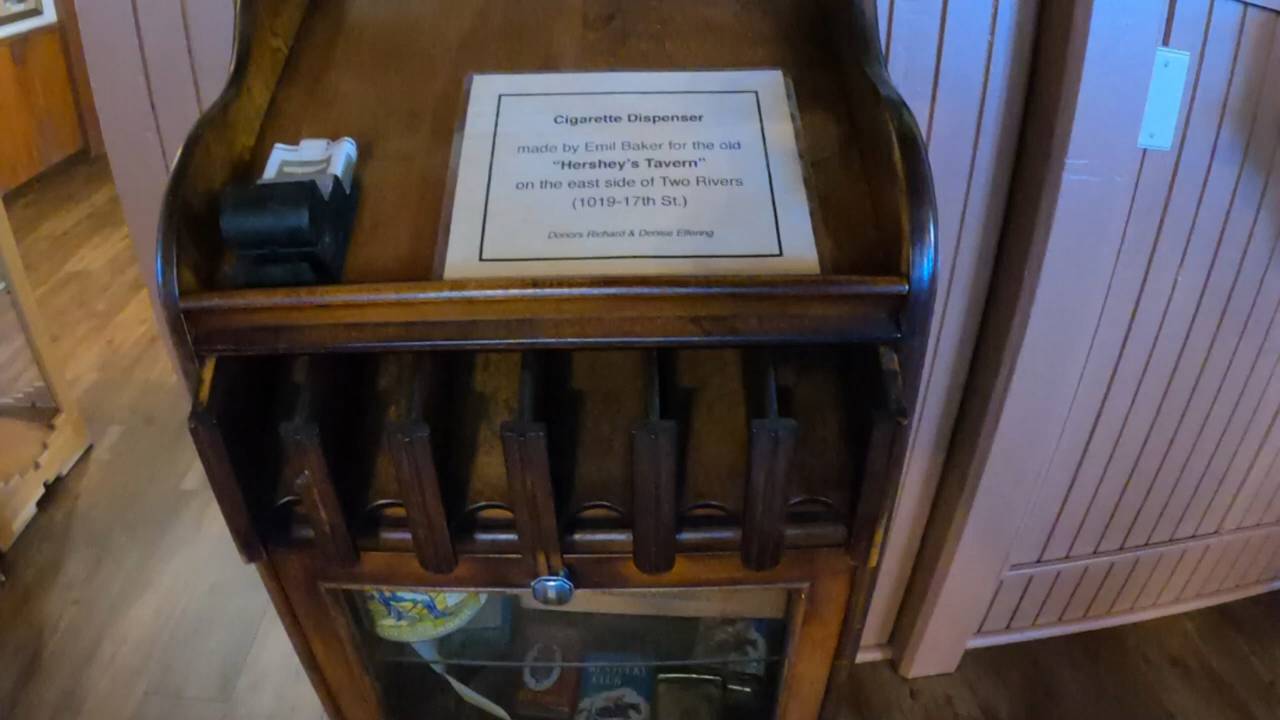 Cigarette Dispenser
made by Emil Baker for the old
"Hershey's Tavern"
on the east side of Two Rivers
(1019-17th St.)
Donors Richard & Denise Effering
CLUB